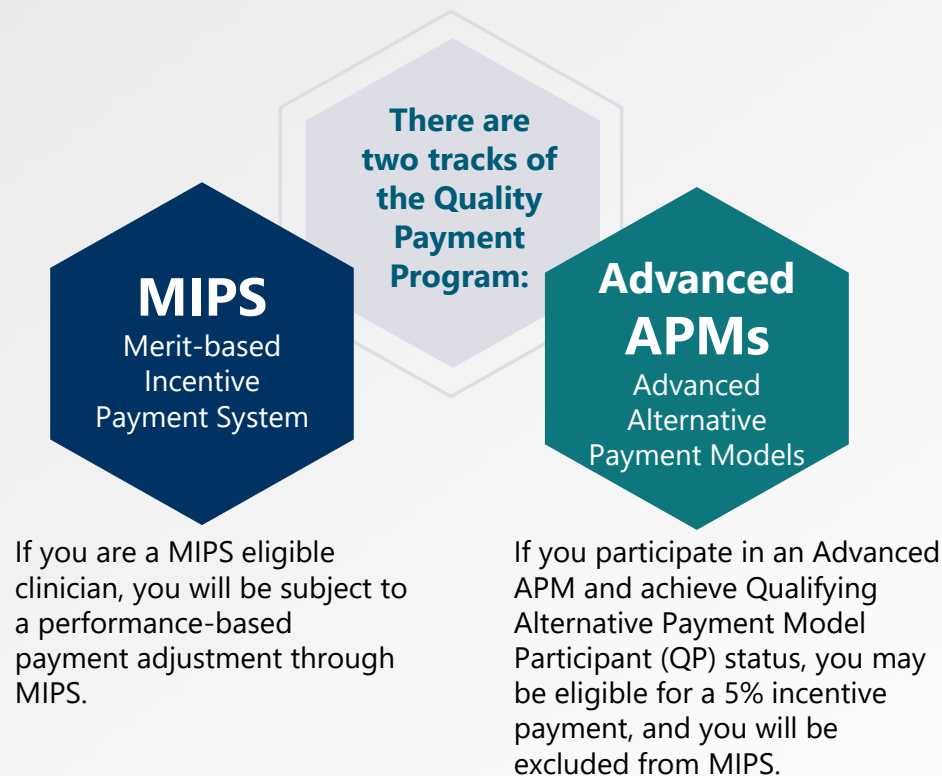 There are
two tracks of
the Quality
Payment
Program:
MIPS
Merit-based
Incentive
Payment System
If you are a MIPS eligible
clinician, you will be subject to
a performance-based
payment adjustment through
MIPS.
Advanced
APMs
Advanced
Alternative
Payment Models
If you participate in an Advanced
APM and achieve Qualifying
Alternative Payment Model
Participant (QP) status, you may
be eligible for a 5% incentive
payment, and you will be
excluded from MIPS.